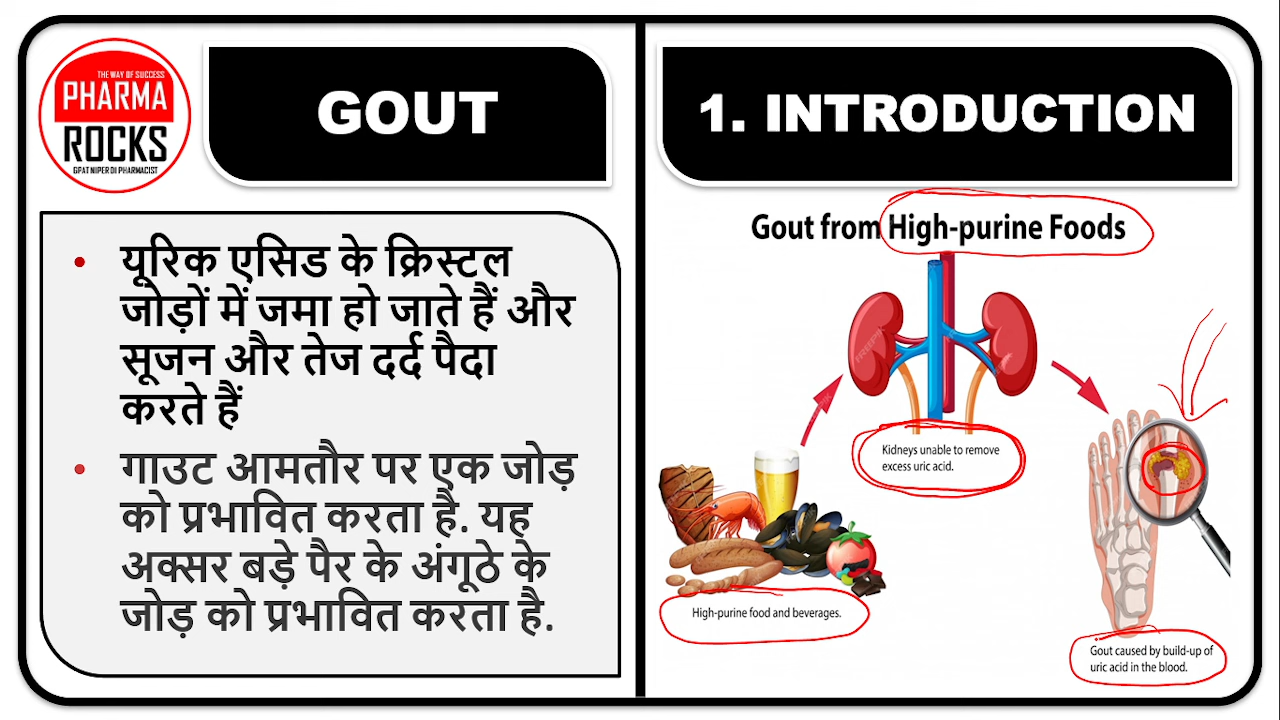 THE WAY OF SUCCESS
PHARMA
ROCKS
GPAT NIPER DI PHARMACIST
GOUT
• यूरिक एसिड के क्रिस्टल
जोड़ों में जमा हो जाते हैं और
सूजन और तेज दर्द पैदा
करते हैं
• गाउट आमतौर पर एक जोड़
को प्रभावित करता है. यह
अक्सर बड़े पैर के अंगूठे के
जोड़ को प्रभावित करता है.
1. INTRODUCTION
Gout from High-purine Foods
Kidneys unable to remove
excess uric acid.
High-purine food and beverages.
Gout caused by build-up of
uric acid in the blood.